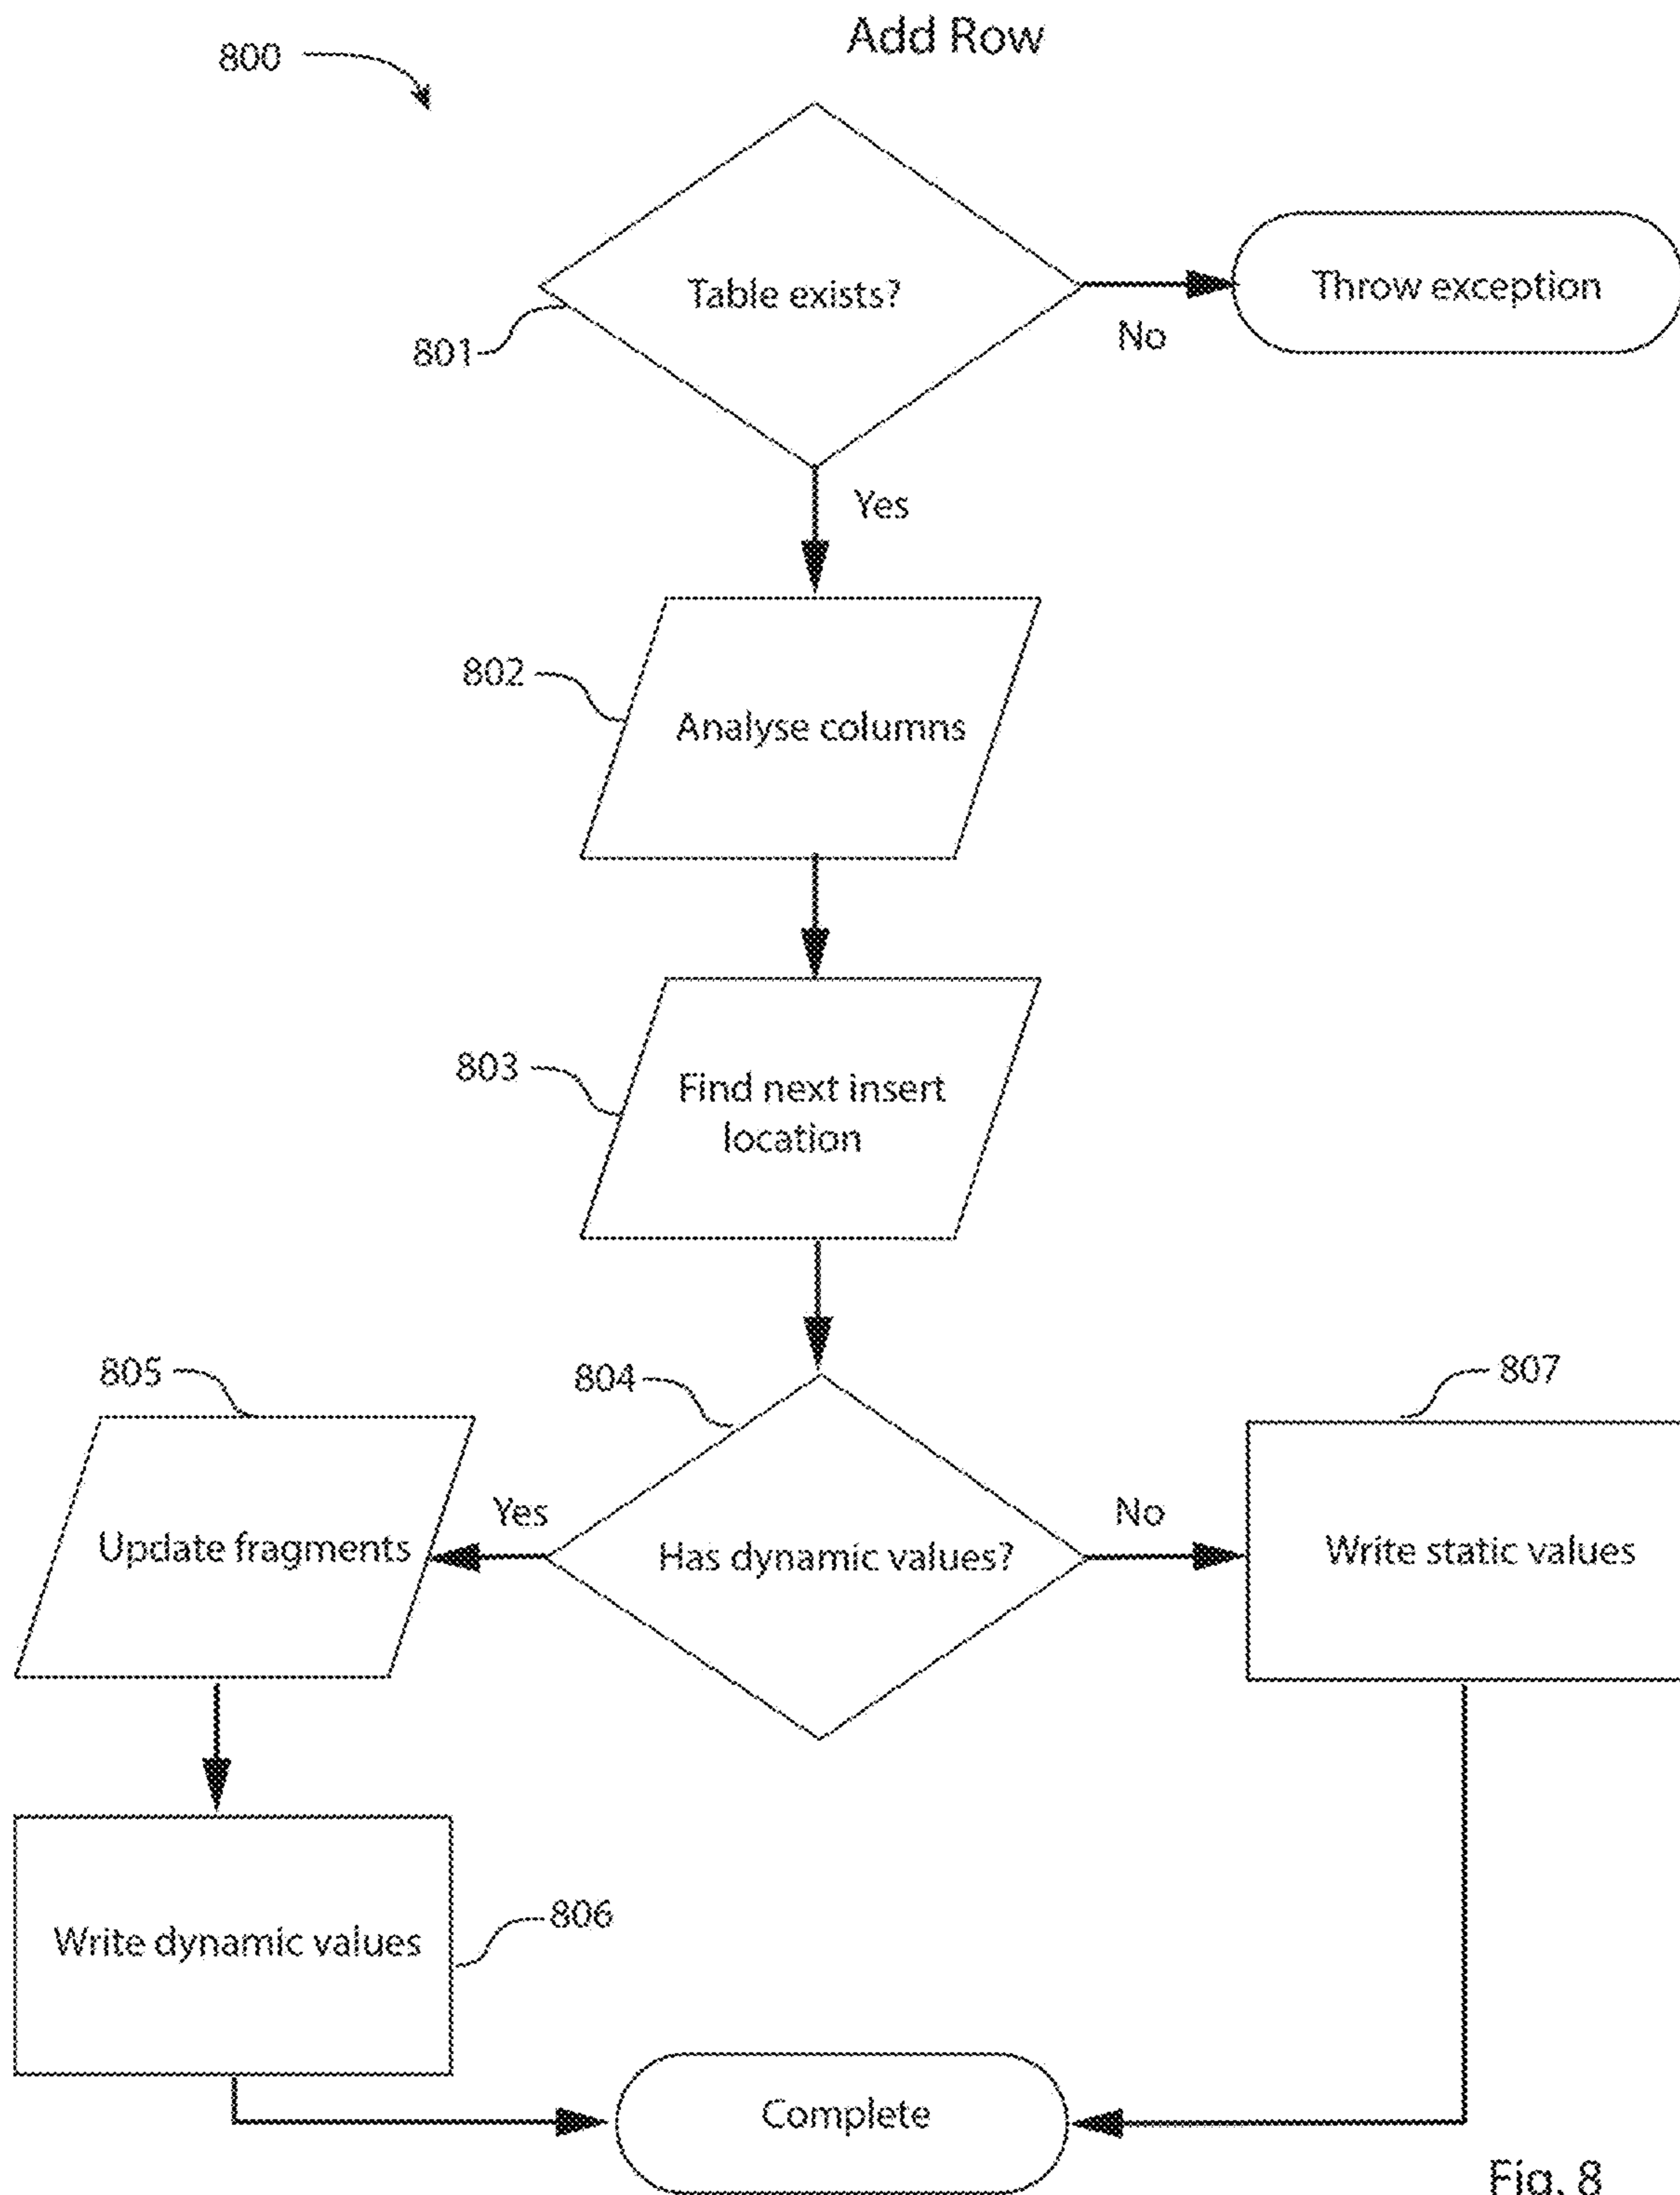 Add Row
800
Table exists?
Throw exception
801
No
Yes
802
Analyse columns
803
Find next insert
location
805
804
807
Yes
No
Update fragments
Has dynamic values?
Write static values
806
Write dynamic values
Complete
Fig. 8